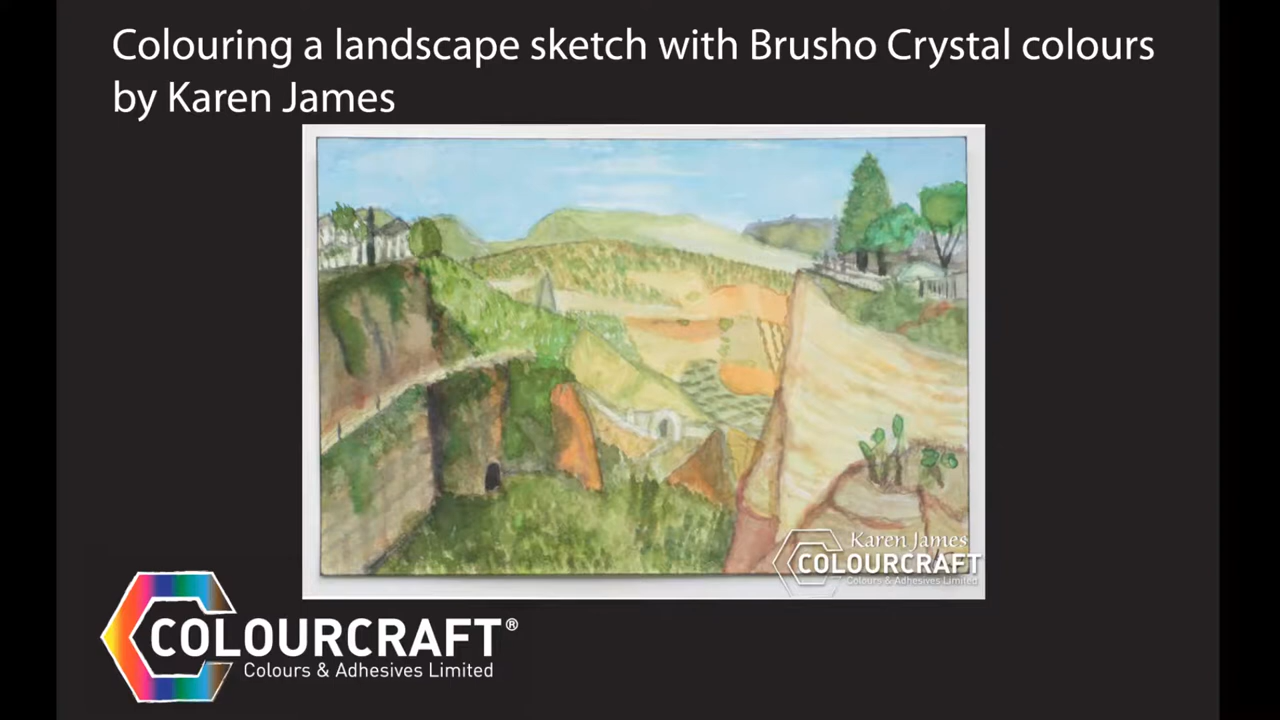 Colouring a landscape sketch with Brusho Crystal colours
by Karen James
Karen James
COLOURCRAFT
Colours & Adhesives Limited
COLOURCRAFT®
Colours & Adhesives Limited